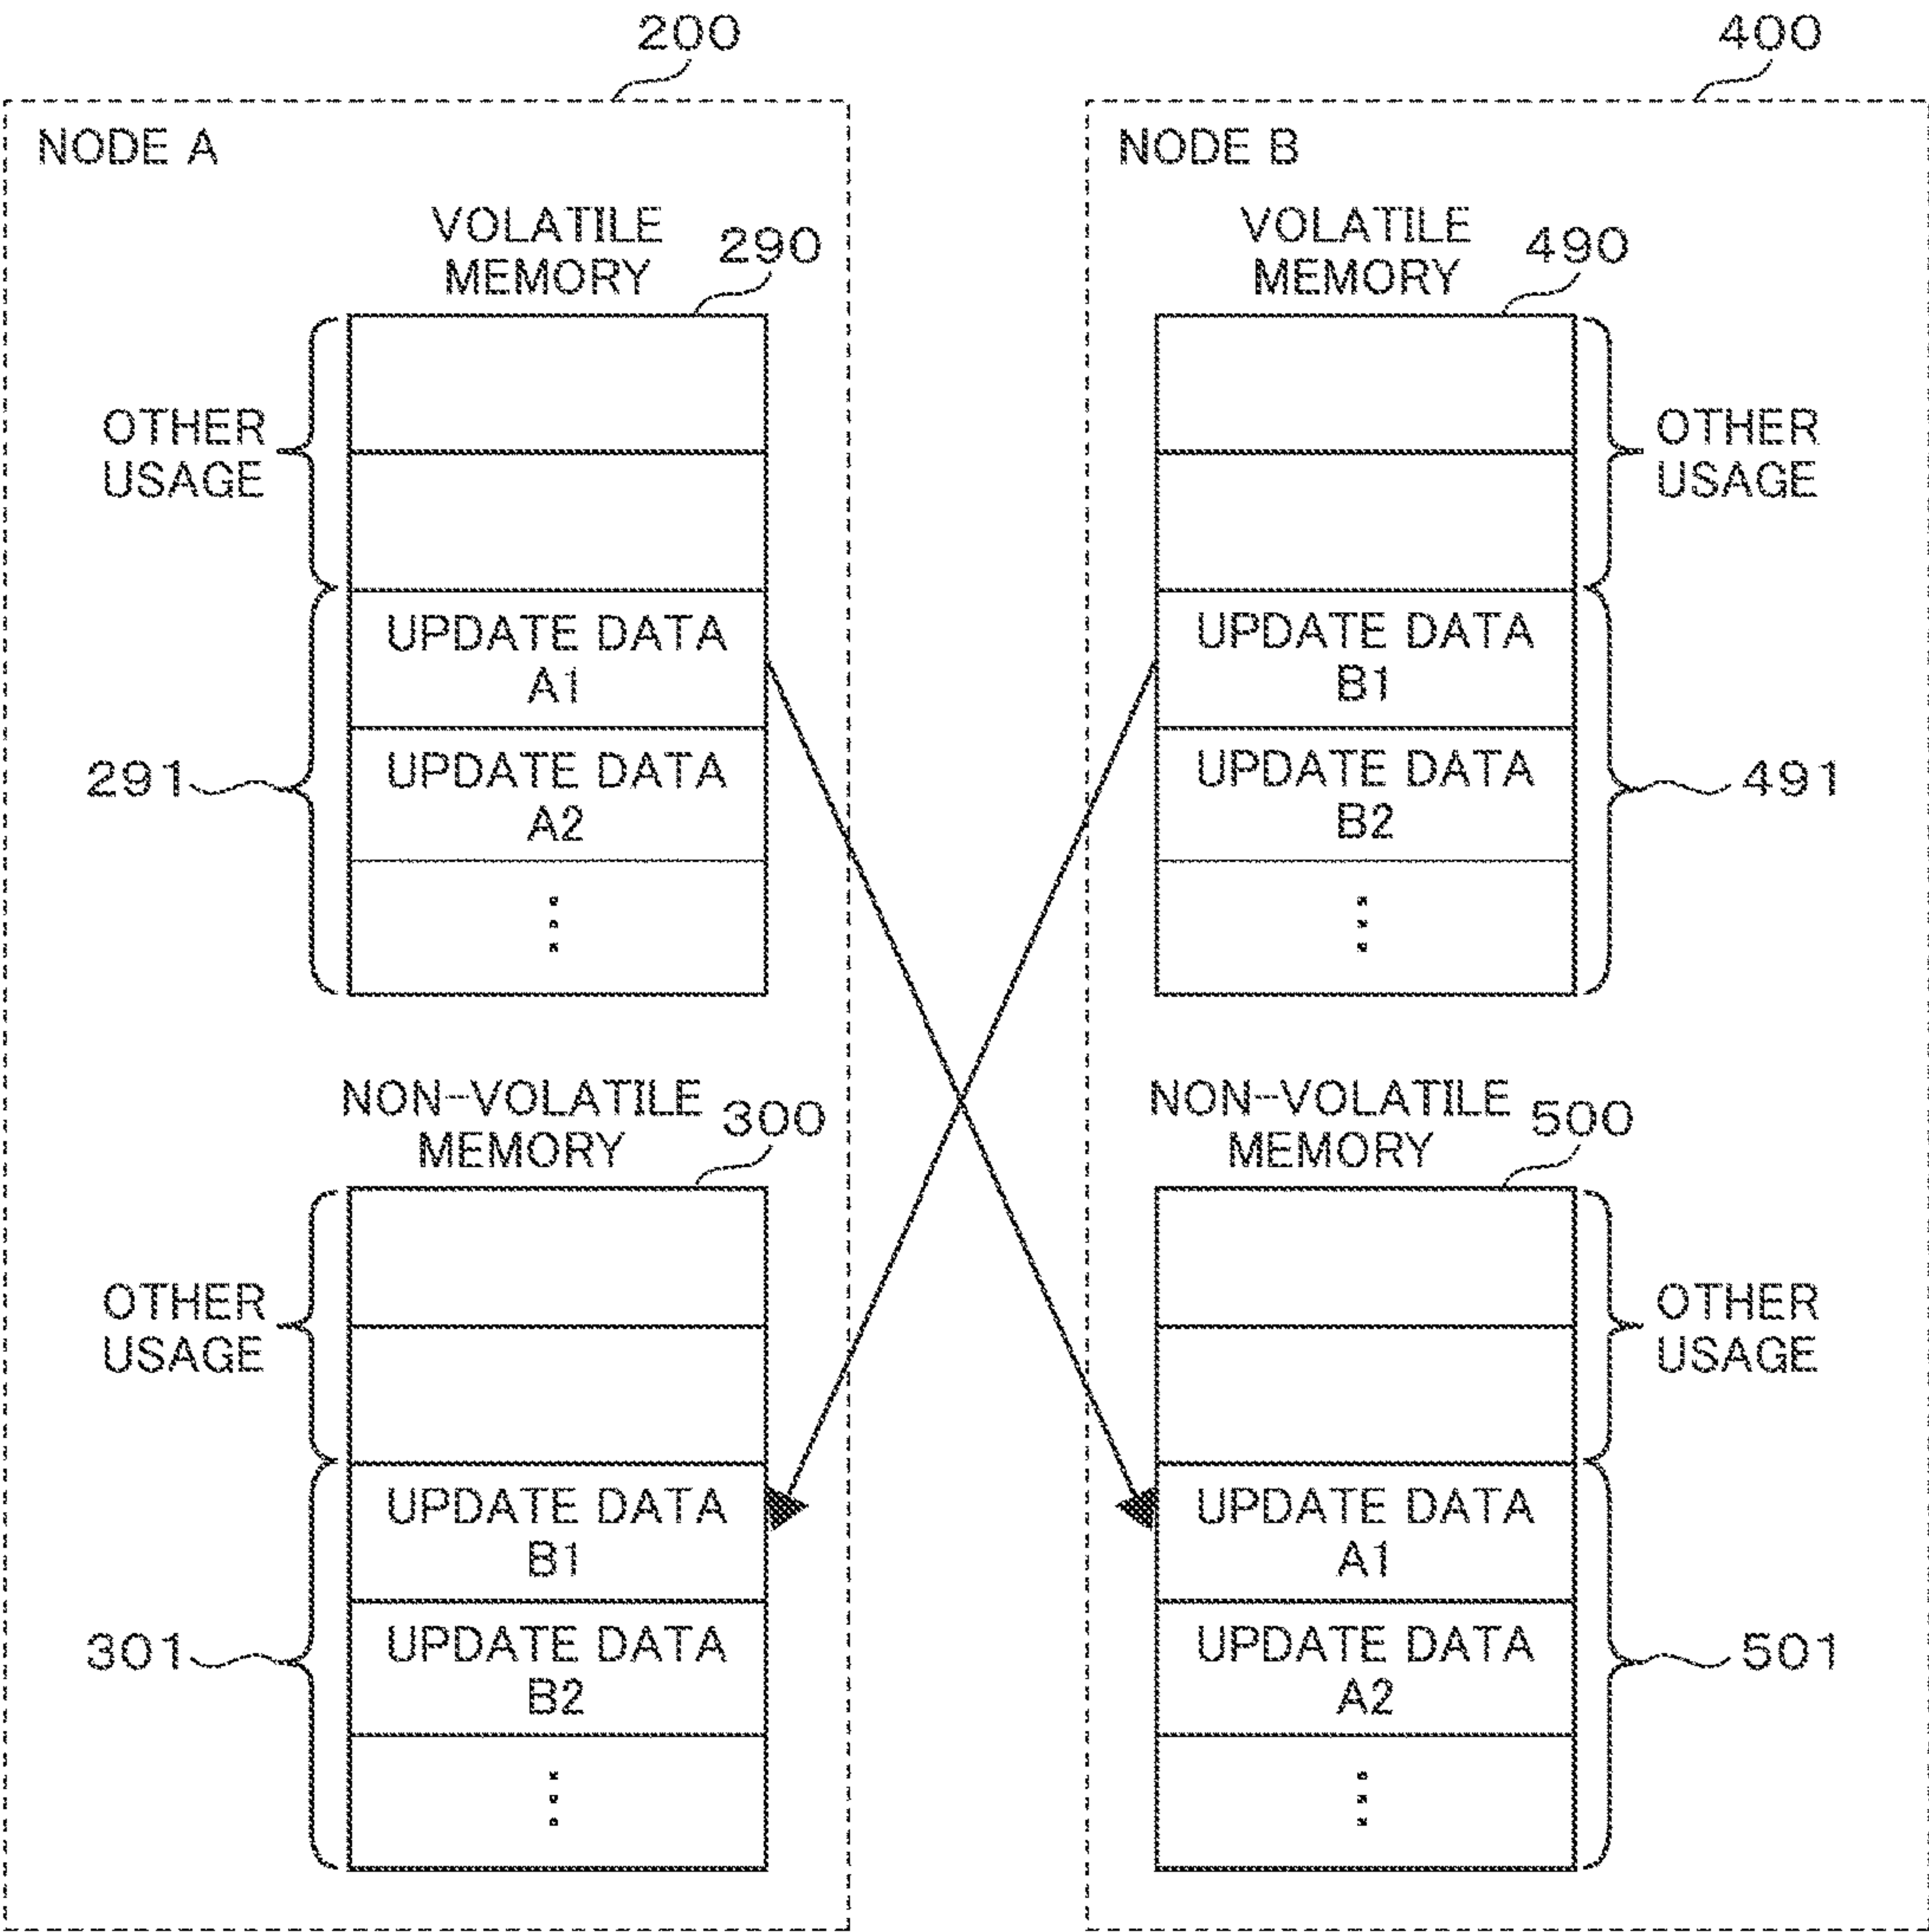 200
NODE A
VOLATILE
MEMORY
290
OTHER
USAGE
UPDATE DATA
A1
UPDATE DATA
A2
⋮
291
NON-VOLATILE
MEMORY
300
OTHER
USAGE
UPDATE DATA
B1
UPDATE DATA
B2
⋮
301
400
NODE B
VOLATILE
MEMORY
490
OTHER
USAGE
UPDATE DATA
B1
UPDATE DATA
B2
⋮
491
NON-VOLATILE
MEMORY
500
OTHER
USAGE
UPDATE DATA
A1
UPDATE DATA
A2
⋮
501